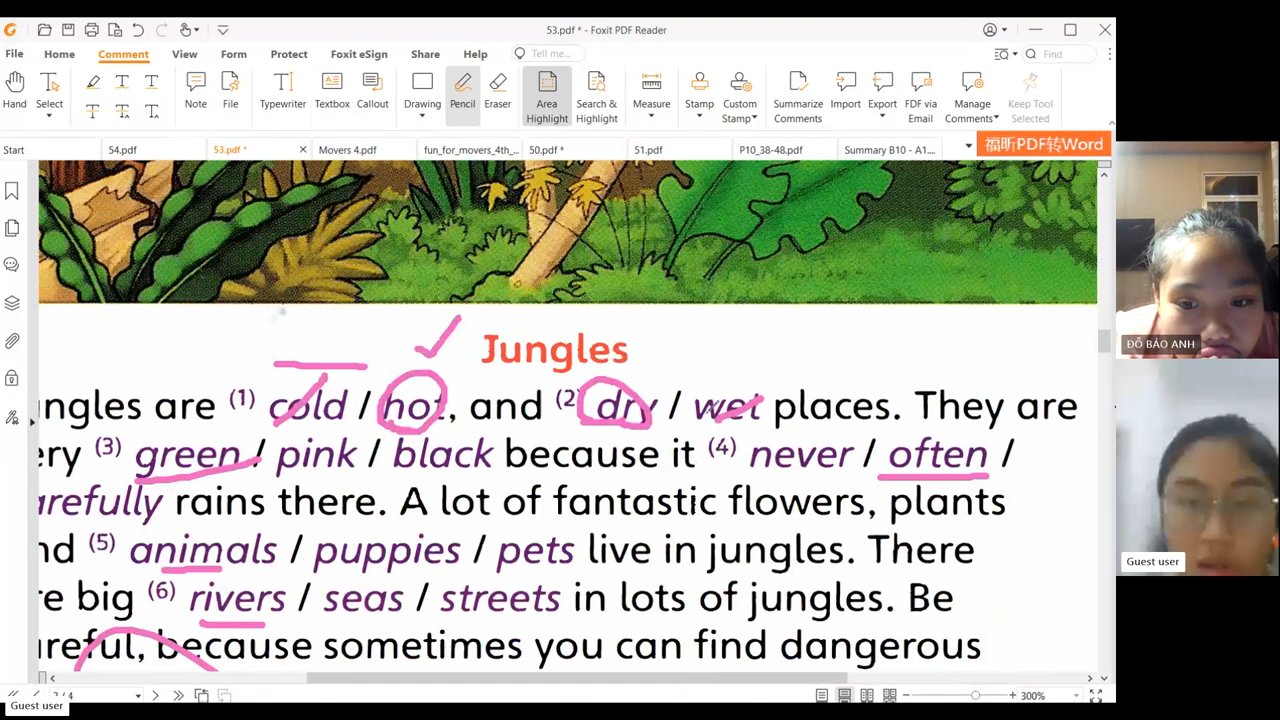 53.pdf * - Foxit PDF Reader
File Home Comment View Form Protect Foxit eSign Share Help Tell me... Find
Hand Select Note File Typewriter Textbox Callout Drawing Pencil Eraser Area Highlight Search & Highlight Measure Stamp Custom Stamp Summarize Comments Import Export FDF via Email Manage Comments Keep Tool Selected
Start 54.pdf 53.pdf * Movers 4.pdf fun_for_movers_4th_... 50.pdf * 51.pdf P10_38-48.pdf Summary B10 - A1...
福昕PDF转Word
Jungles
ungles are (1) cold / hot, and (2) dry / wet places. They are
ery (3) green / pink / black because it (4) never / often /
arefully rains there. A lot of fantastic flowers, plants
nd (5) animals / puppies / pets live in jungles. There
re big (6) rivers / seas / streets in lots of jungles. Be
areful, because sometimes you can find dangerous
ĐỖ BẢO ANH
Guest user
2 / 4
300%
Guest user